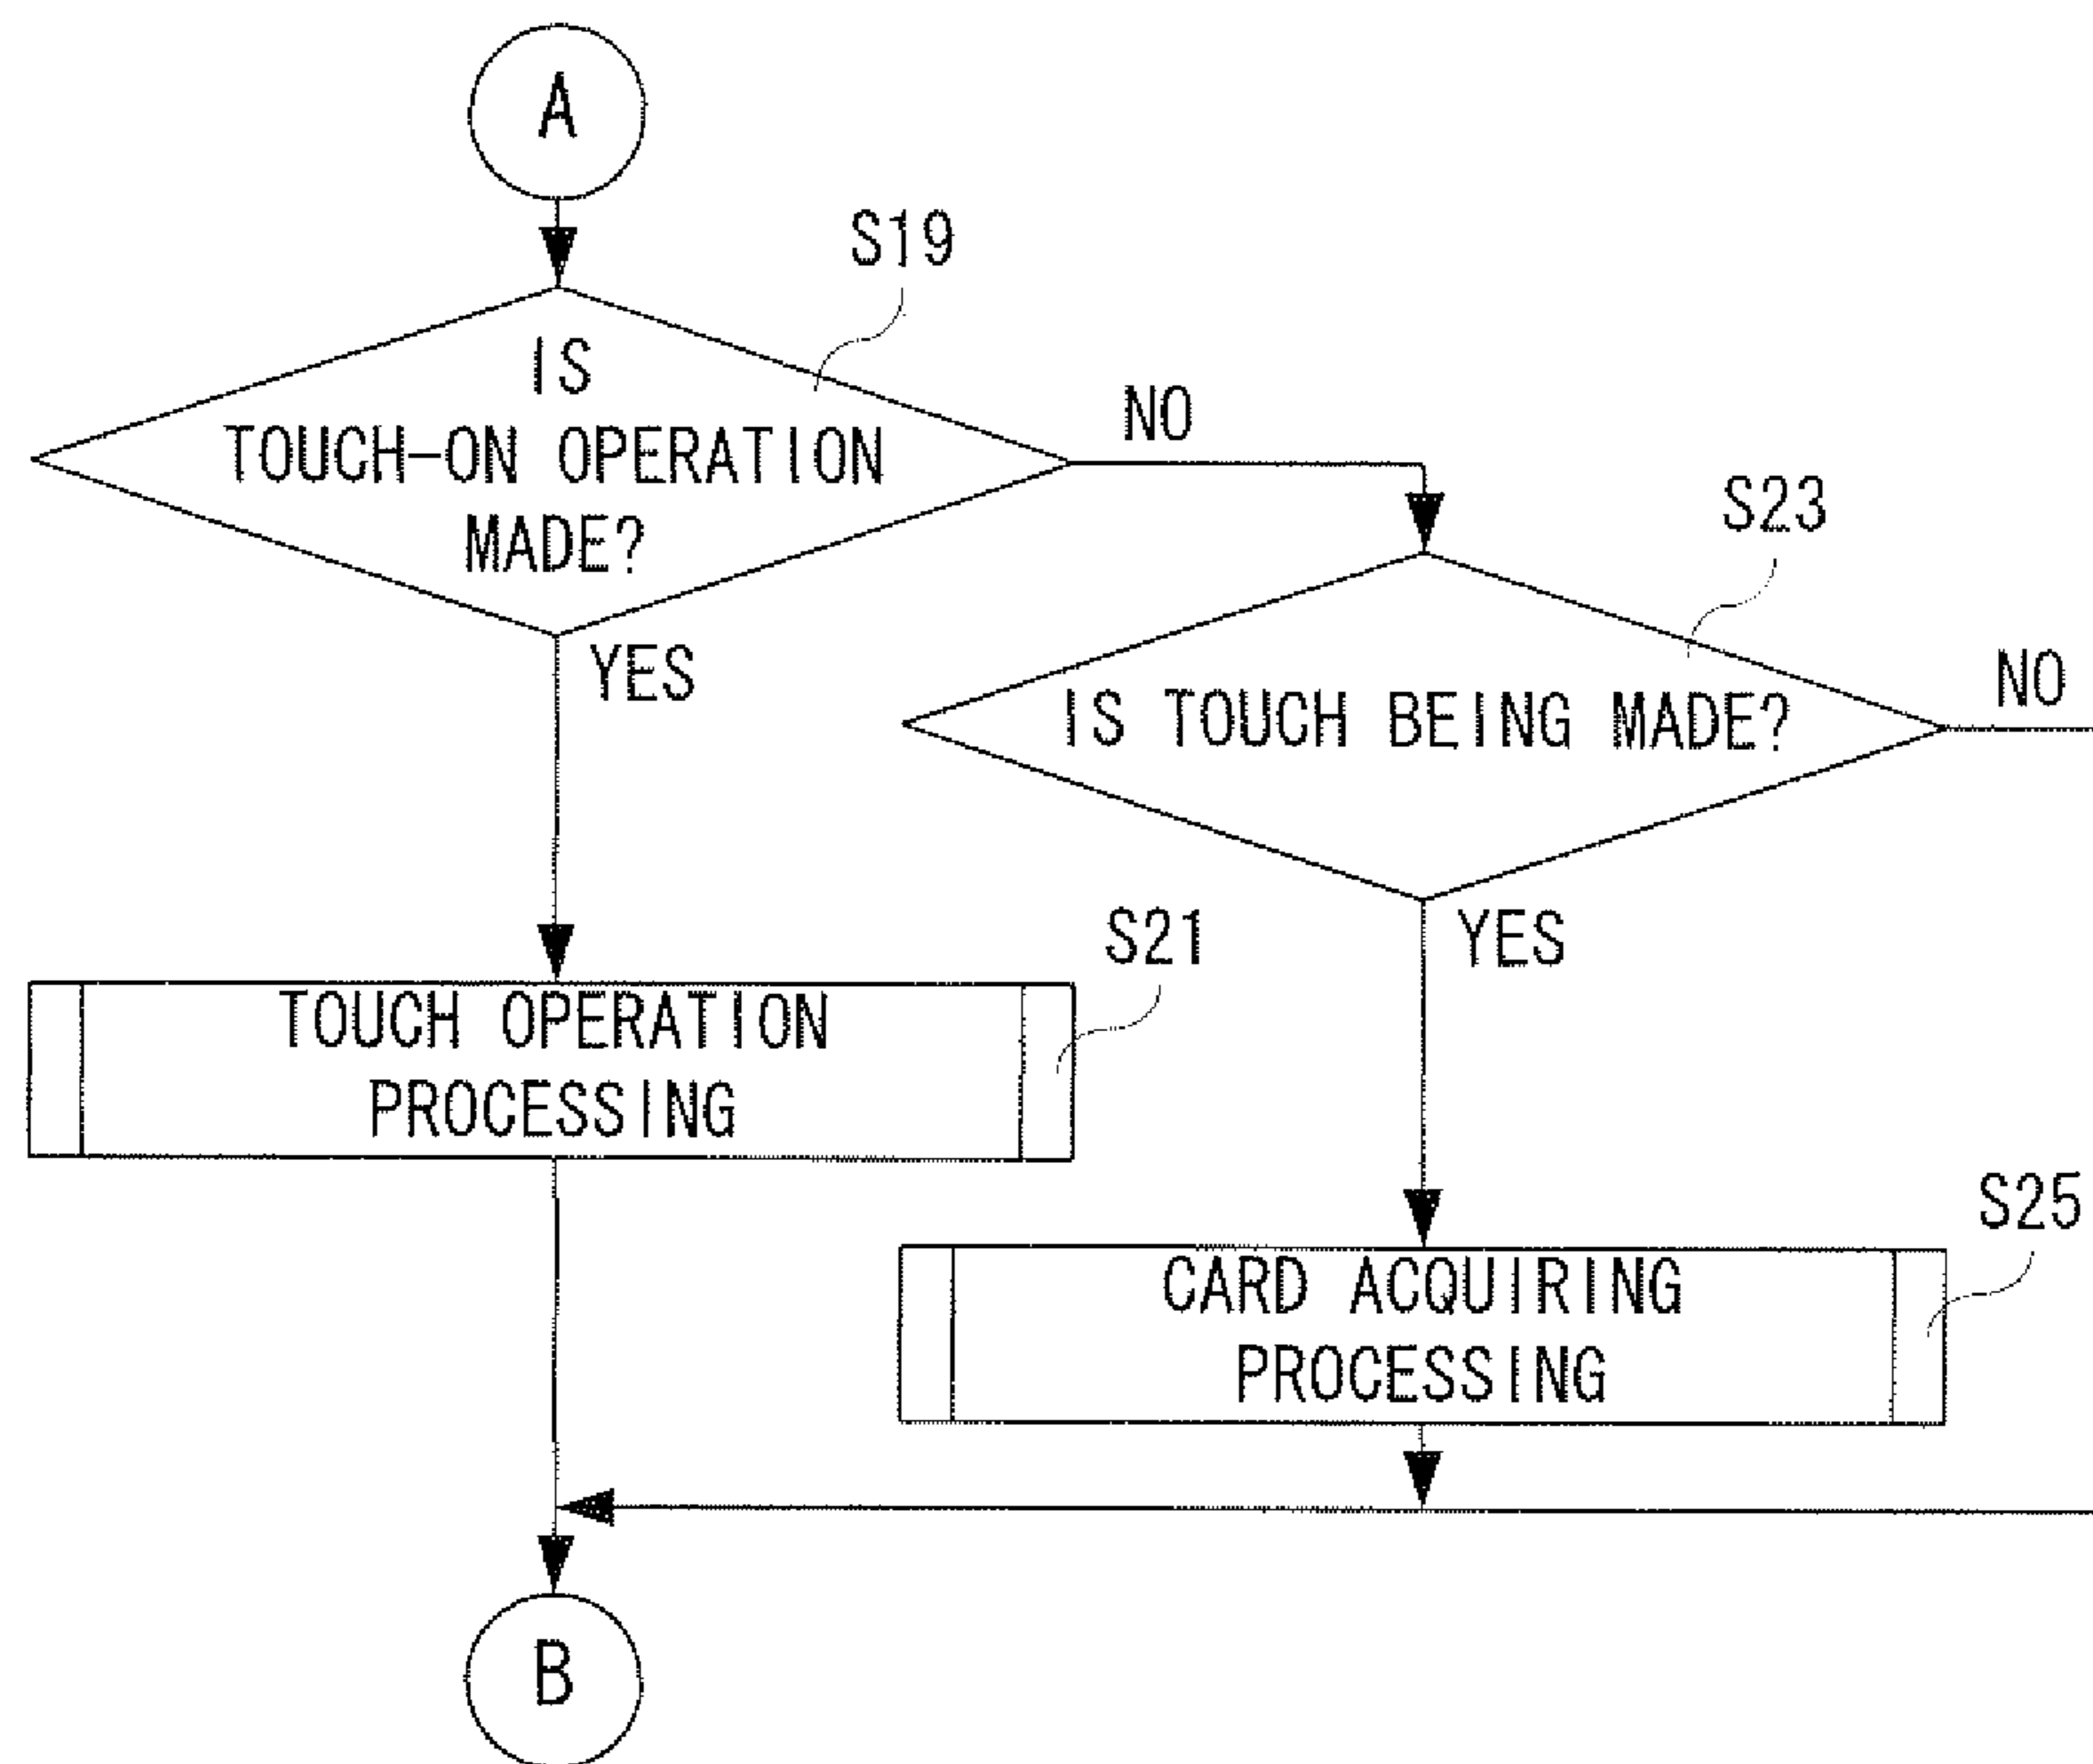 A
S19
IS
TOUCH-ON OPERATION
MADE?
NO
YES
S23
IS TOUCH BEING MADE?
NO
YES
S21
TOUCH OPERATION
PROCESSING
S25
CARD ACQUIRING
PROCESSING
B